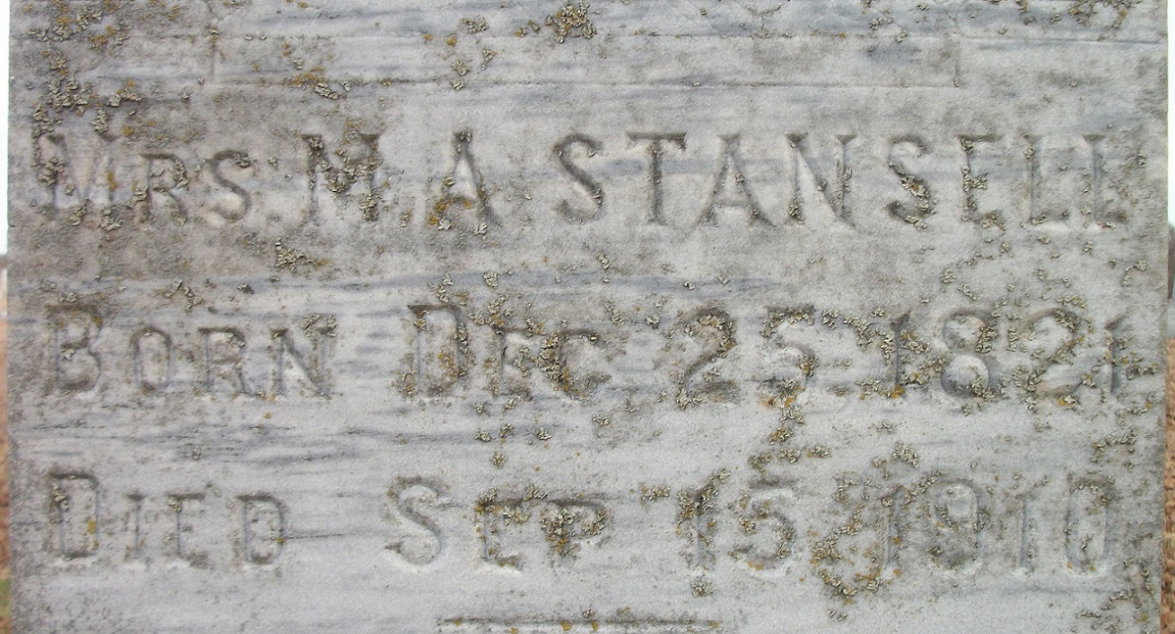 MRS. M. A. STANSELL
BORN DEC 25 1821
DIED SEP 15 1910